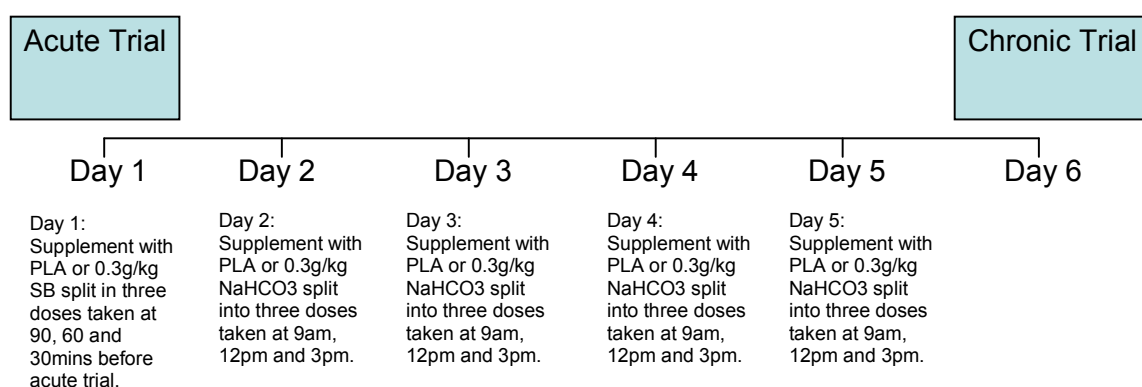 Acute Trial
Chronic Trial
Day 1
Day 2
Day 3
Day 4
Day 5
Day 6
Day 1:
Supplement with
PLA or 0.3g/kg
SB split in three
doses taken at
90, 60 and
30mins before
acute trial.
Day 2:
Supplement with
PLA or 0.3g/kg
NaHCO3 split
into three doses
taken at 9am,
12pm and 3pm.
Day 3:
Supplement with
PLA or 0.3g/kg
NaHCO3 split
into three doses
taken at 9am,
12pm and 3pm.
Day 4:
Supplement with
PLA or 0.3g/kg
NaHCO3 split
into three doses
taken at 9am,
12pm and 3pm.
Day 5:
Supplement with
PLA or 0.3g/kg
NaHCO3 split
into three doses
taken at 9am,
12pm and 3pm.